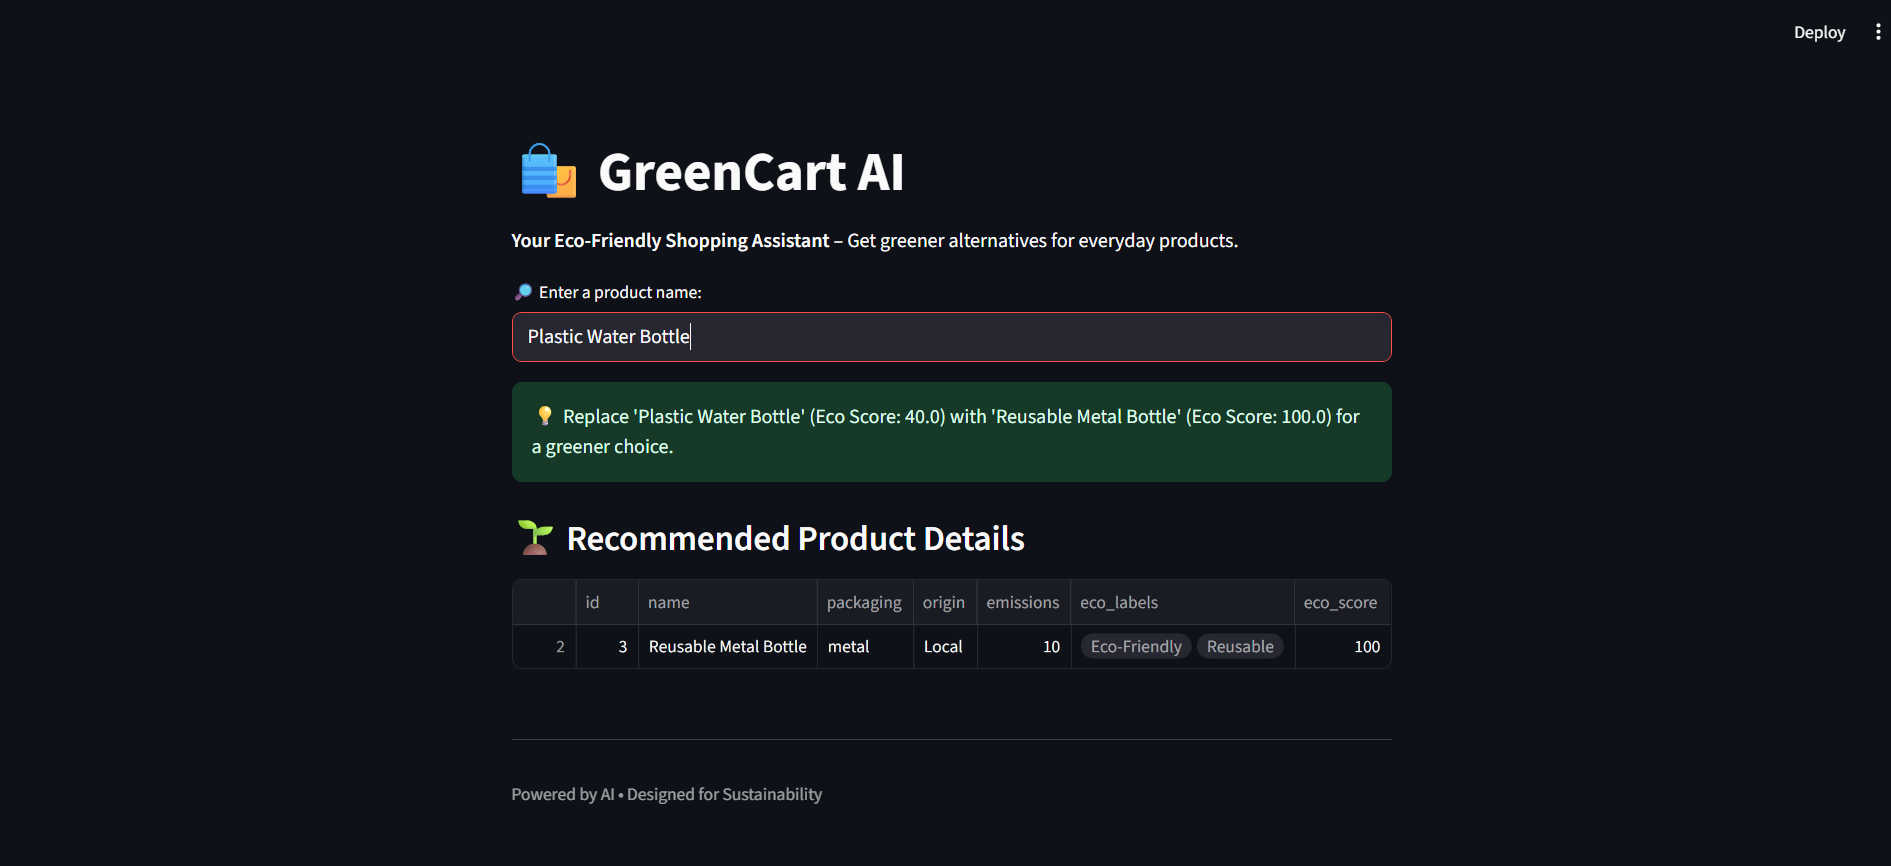 Deploy
GreenCart AI
Your Eco-Friendly Shopping Assistant – Get greener alternatives for everyday products.
Enter a product name:
Plastic Water Bottle
Replace 'Plastic Water Bottle' (Eco Score: 40.0) with 'Reusable Metal Bottle' (Eco Score: 100.0) for
a greener choice.
Recommended Product Details
id name packaging origin emissions eco_labels eco_score
2 3 Reusable Metal Bottle metal Local 10 Eco-Friendly Reusable 100
Powered by AI • Designed for Sustainability